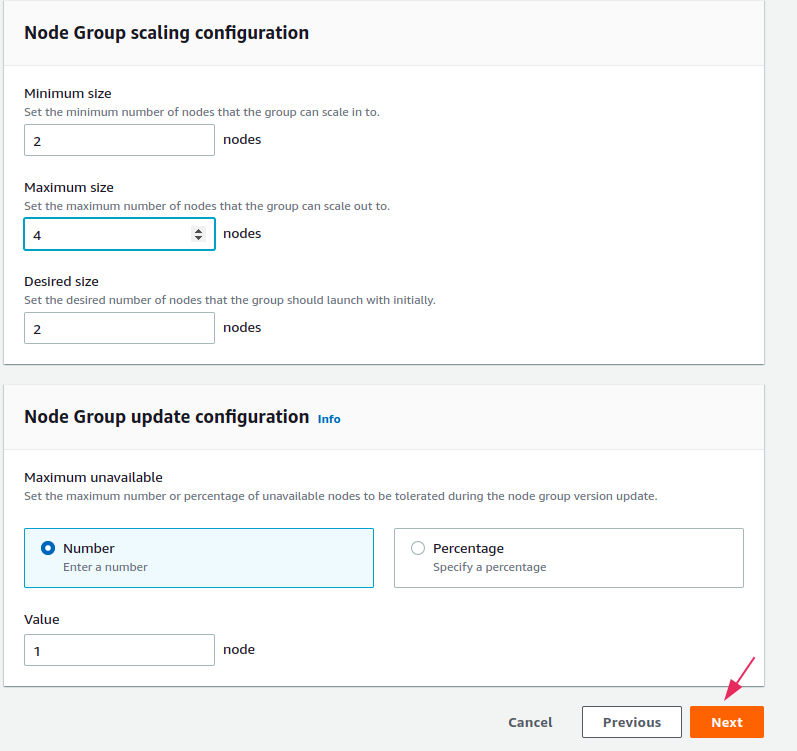 Node Group scaling configuration
Minimum size
Set the minimum number of nodes that the group can scale in to.
2 nodes
Maximum size
Set the maximum number of nodes that the group can scale out to.
4 nodes
Desired size
Set the desired number of nodes that the group should launch with initially.
2 nodes
Node Group update configuration Info
Maximum unavailable
Set the maximum number or percentage of unavailable nodes to be tolerated during the node group version update.
Number Percentage
Enter a number Specify a percentage
Value
1 node
Cancel Previous Next